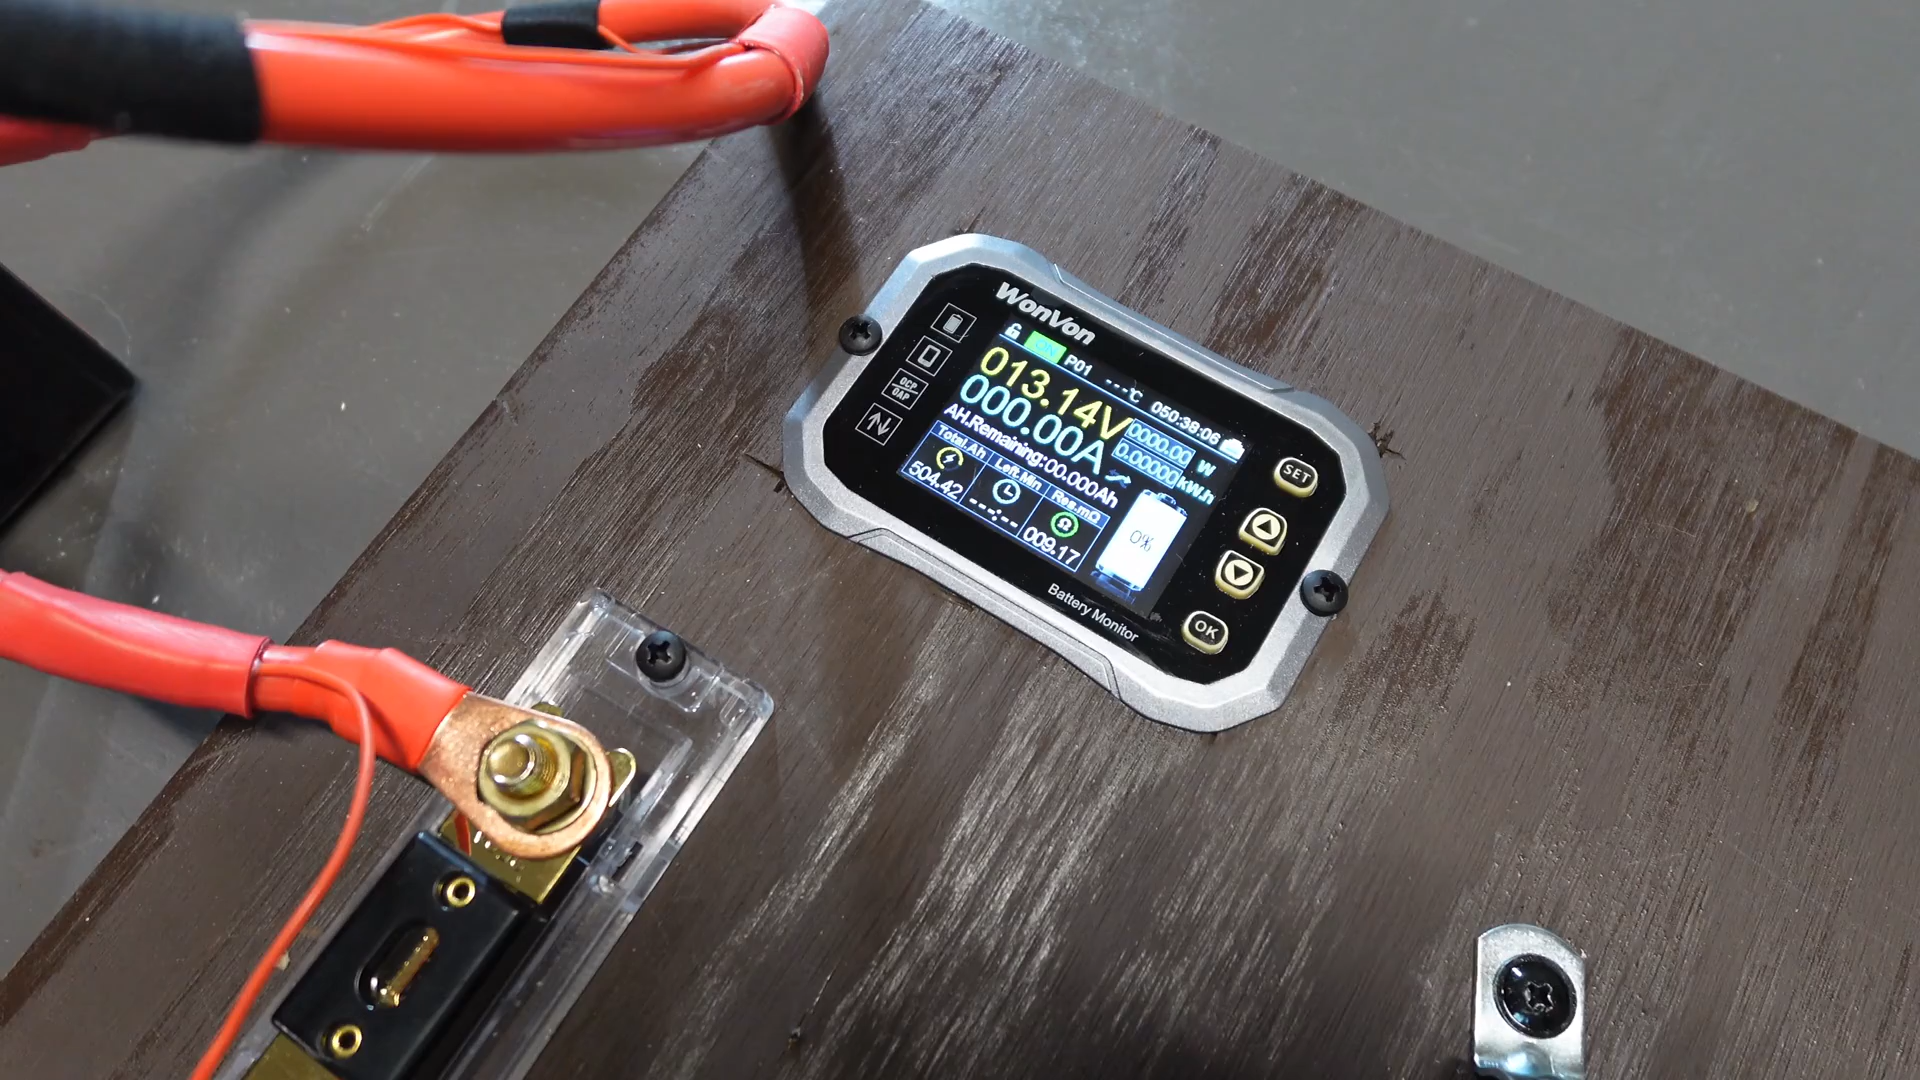 WonVon
ON P01 ---°C 050:38:06
013.14V 0000.00 W
000.00A 0.00000 kW.h
AH.Remaining:00.000Ah
Total.Ah Left.Min Res.mΩ
504.42 ---:-- 009.17
0%
Battery Monitor
OCP
OAP
SET
OK